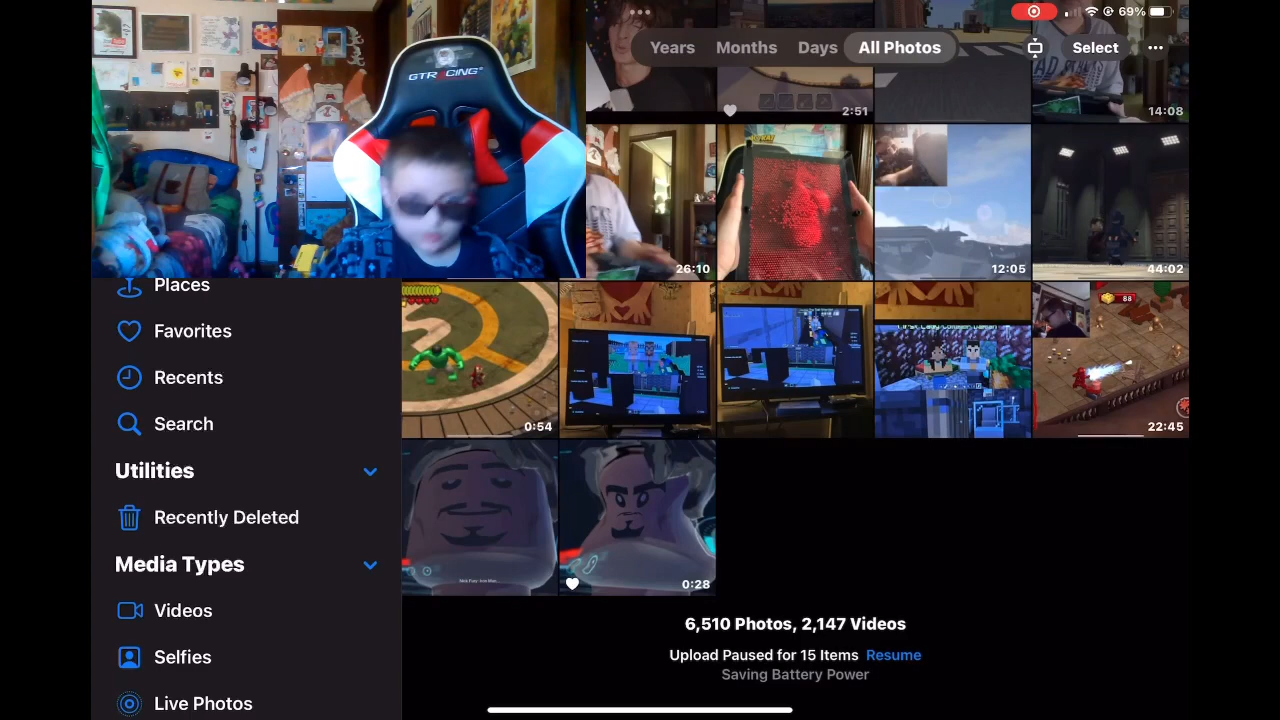 69%
Years Months Days All Photos Select
GTRACING
2:51
14:08
26:10
12:05
44:02
Places
Favorites
Recents
Search
Utilities
Recently Deleted
Media Types
Videos
Selfies
Live Photos
88
0:54
22:45
0:28
6,510 Photos, 2,147 Videos
Upload Paused for 15 Items Resume
Saving Battery Power